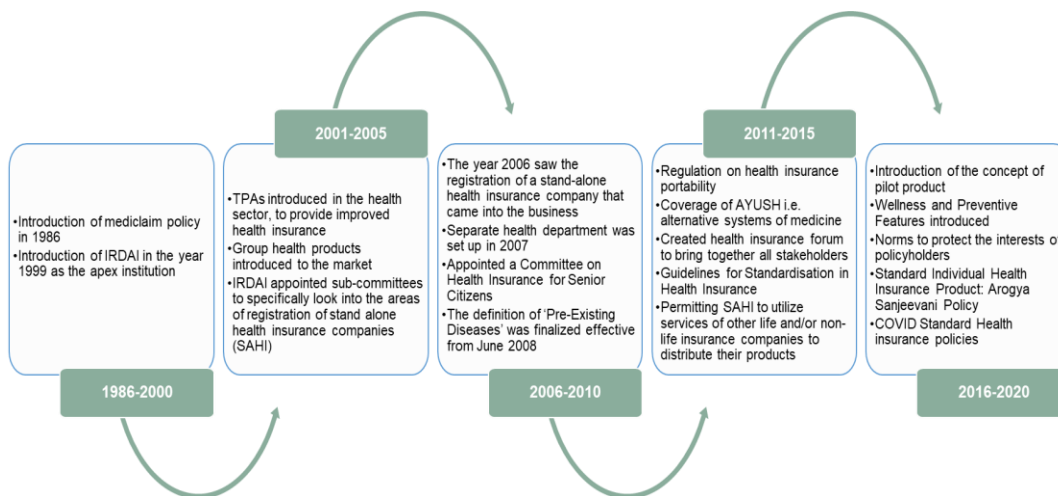 1986-2000
•Introduction of mediclaim policy
in 1986
•Introduction of IRDAI in the year
1999 as the apex institution
2001-2005
•TPAs introduced in the health
sector, to provide improved
health insurance
•Group health products
introduced to the market
•IRDAI appointed sub-committees
to specifically look into the areas
of registration of stand alone
health insurance companies
(SAHI)
2006-2010
•The year 2006 saw the
registration of a stand-alone
health insurance company that
came into the business
•Separate health department was
set up in 2007
•Appointed a Committee on
Health Insurance for Senior
Citizens
•The definition of ‘Pre-Existing
Diseases’ was finalized effective
from June 2008
2011-2015
•Regulation on health insurance
portability
•Coverage of AYUSH i.e.
alternative systems of medicine
•Created health insurance forum
to bring together all stakeholders
•Guidelines for Standardisation in
Health Insurance
•Permitting SAHI to utilize
services of other life and/or non-
life insurance companies to
distribute their products
2016-2020
•Introduction of the concept of
pilot product
•Wellness and Preventive
Features introduced
•Norms to protect the interests of
policyholders
•Standard Individual Health
Insurance Product: Arogya
Sanjeevani Policy
•COVID Standard Health
insurance policies